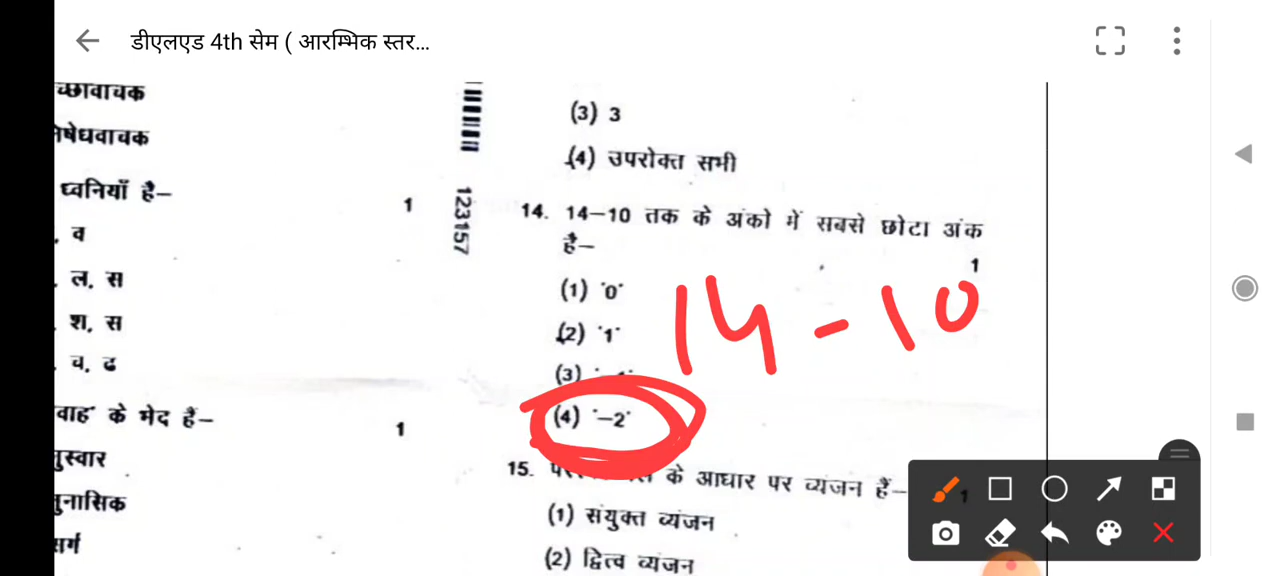 डीएलएड 4th सेम ( आरम्भिक स्तर...
च्छावाचक
निषेधवाचक
ध्वनियाँ है– 1
, व
. ल, स
. श, स
. च, ढ
वाह' के भेद हैं– 1
नुस्वार
नुनासिक
सर्ग
123157
(3) 3
(4) उपरोक्त सभी
14. 14–10 तक के अंको में सबसे छोटा अंक
है– 1
(1) '0'
(2) '1'
(3)
(4) '–2'
14 - 10
15. के आधार पर व्यंजन हैं– 1
(1) संयुक्त व्यंजन
(2) द्वित्व व्यंजन